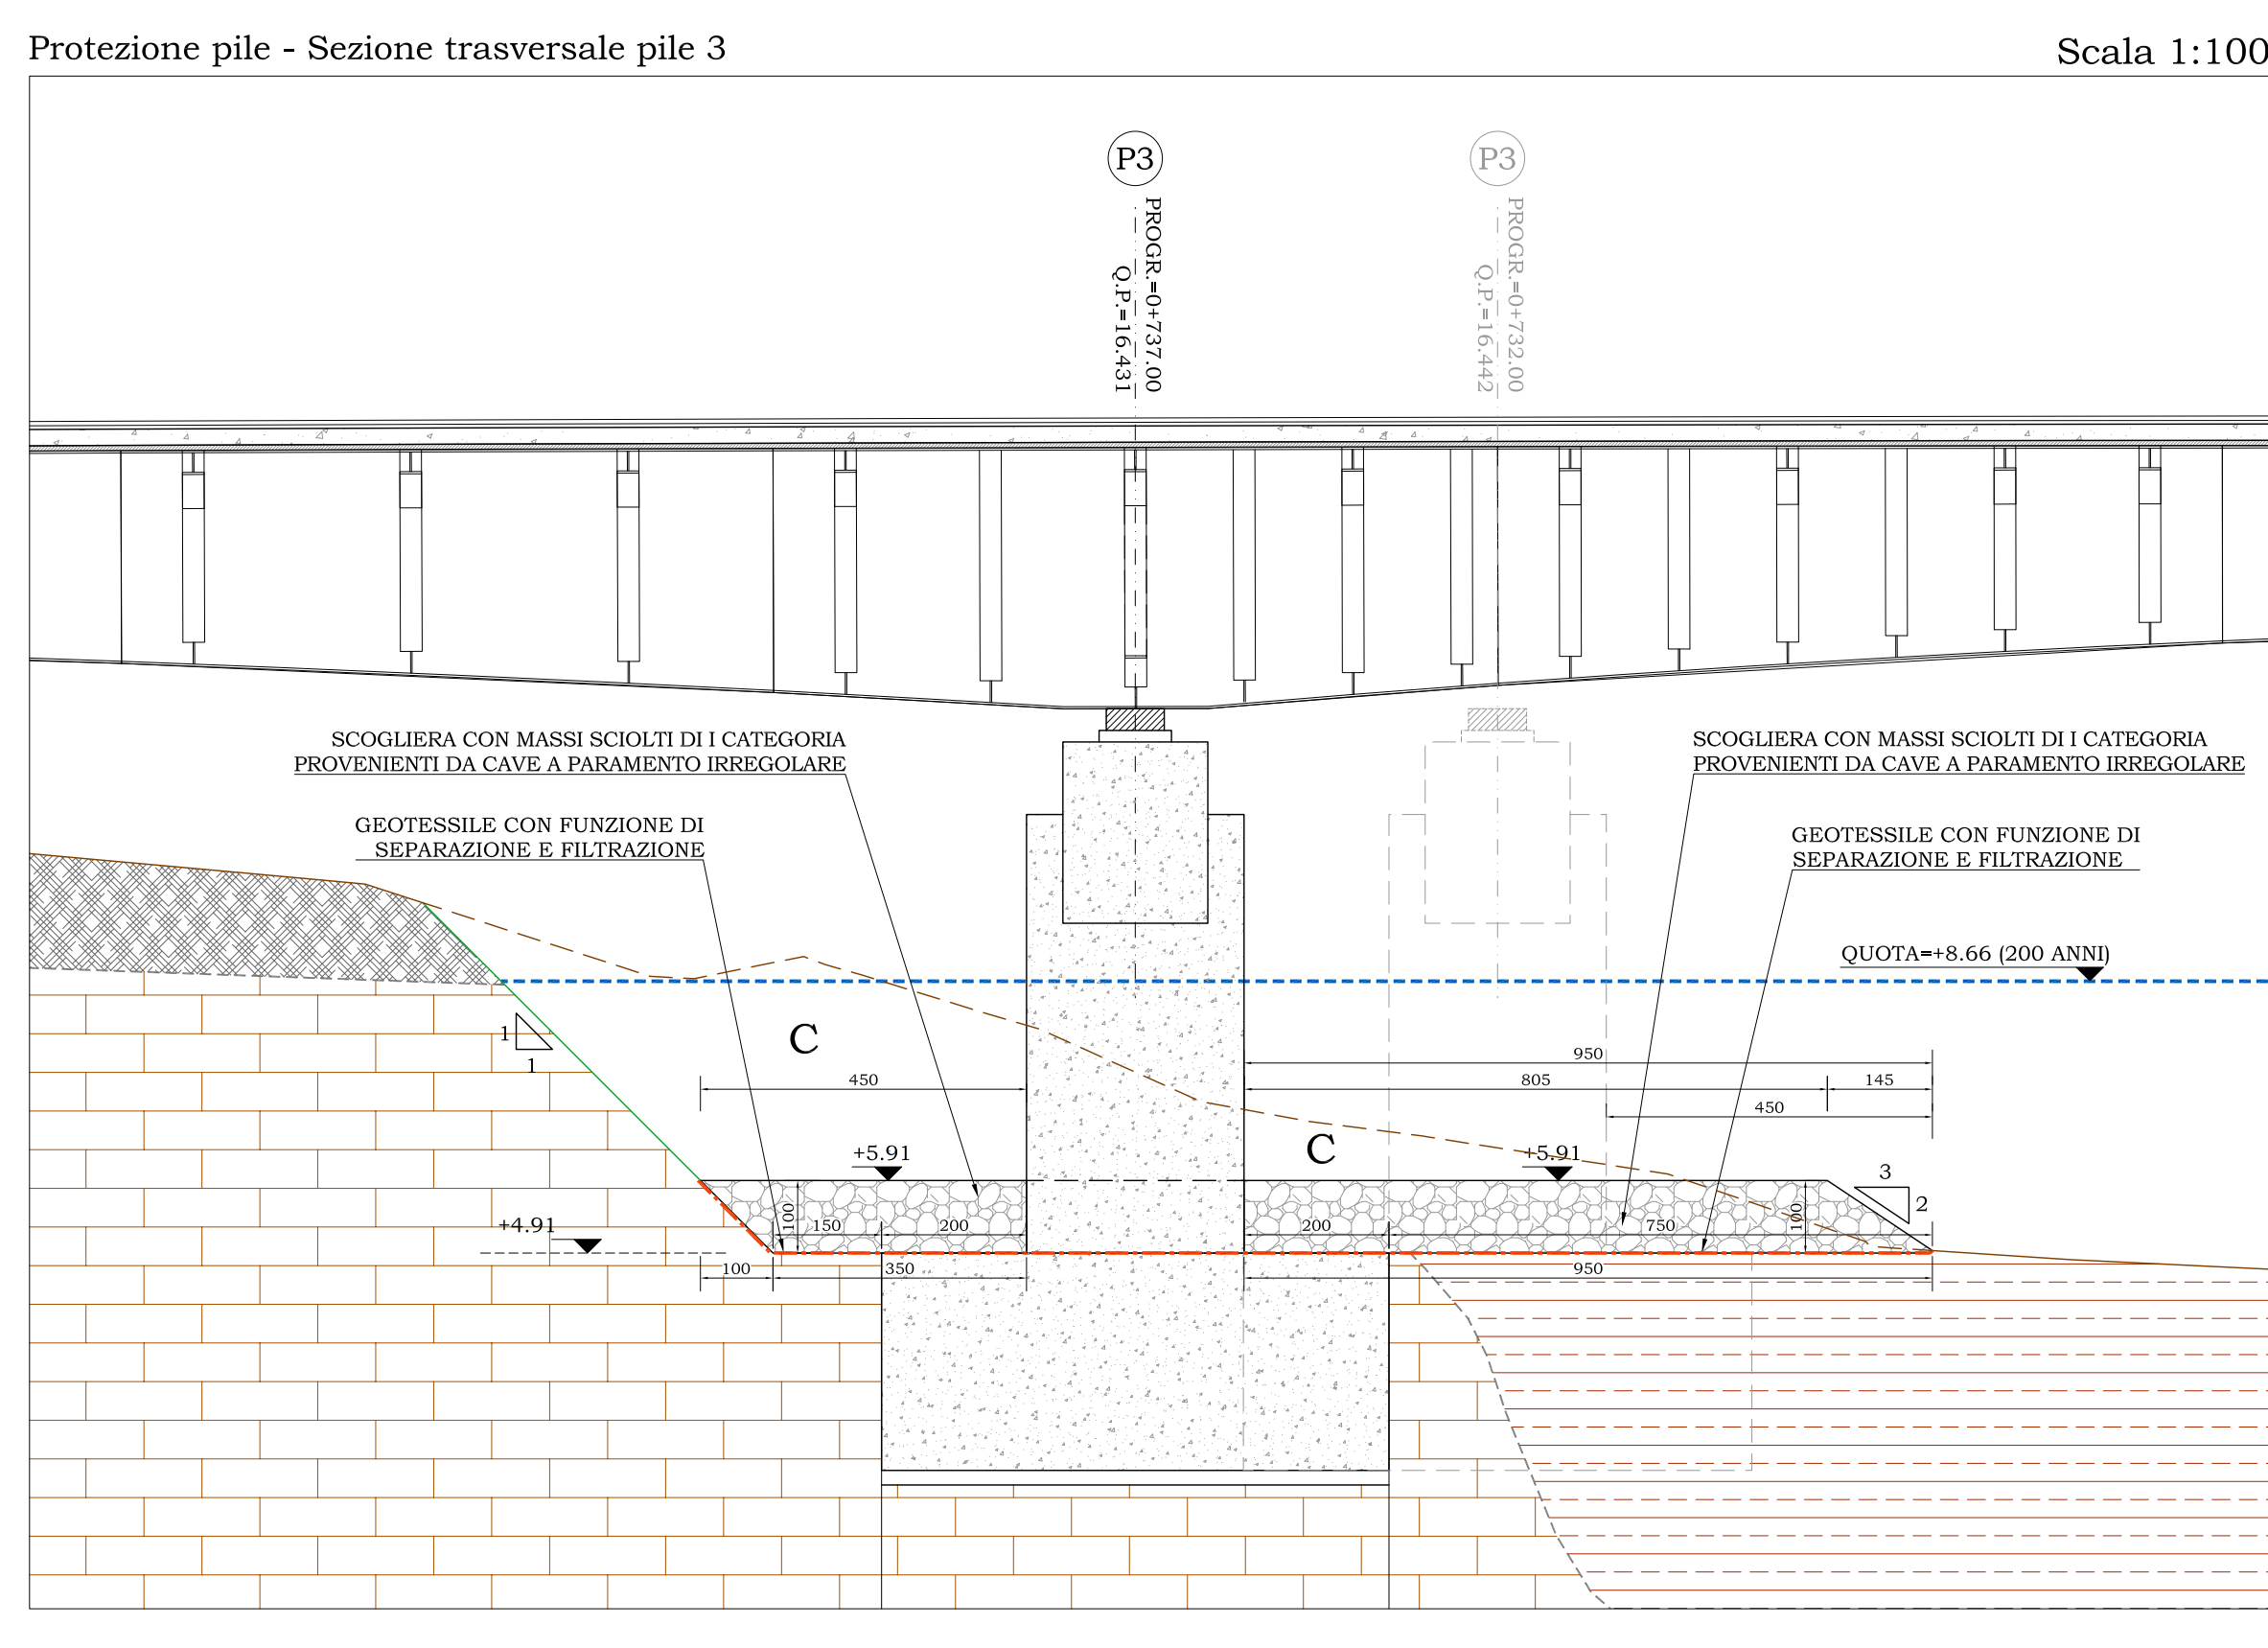 Protezione pile - Sezione trasversale pile 3
Scala 1:100
P3
PROGR.=0+737.00
Q.P.=16.431
P3
PROGR.=0+732.00
Q.P.=16.442
SCOGLIERA CON MASSI SCIOLTI DI I CATEGORIA
PROVENIENTI DA CAVE A PARAMENTO IRREGOLARE
SCOGLIERA CON MASSI SCIOLTI DI I CATEGORIA
PROVENIENTI DA CAVE A PARAMENTO IRREGOLARE
GEOTESSILE CON FUNZIONE DI
SEPARAZIONE E FILTRAZIONE
GEOTESSILE CON FUNZIONE DI
SEPARAZIONE E FILTRAZIONE
QUOTA=+8.66 (200 ANNI)
1
1
C
950
450
805
145
450
C
+5.91
+5.91
3
2
+4.91
100
150
200
200
750
100
100
350
950